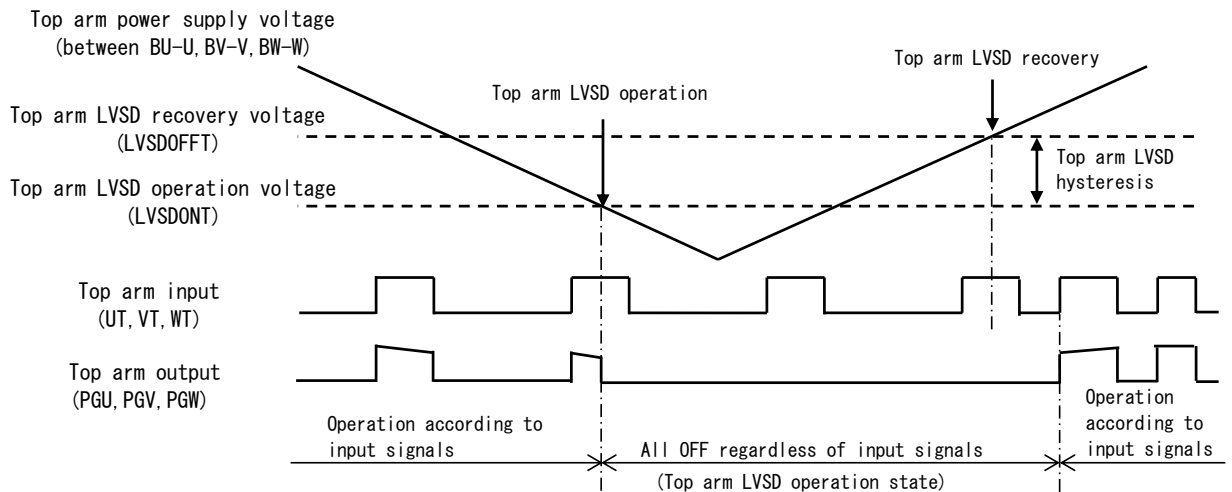 Top arm power supply voltage
(between BU-U, BV-V, BW-W)
Top arm LVSD recovery
Top arm LVSD operation
Top arm LVSD recovery voltage
(LVSDOFFT)
Top arm LVSD
hysteresis
Top arm LVSD operation voltage
(LVSDONT)
Top arm input
(UT, VT, WT)
Top arm output
(PGU, PGV, PGW)
Operation according to
input signals
All OFF regardless of input signals
(Top arm LVSD operation state)
Operation
according to
input signals